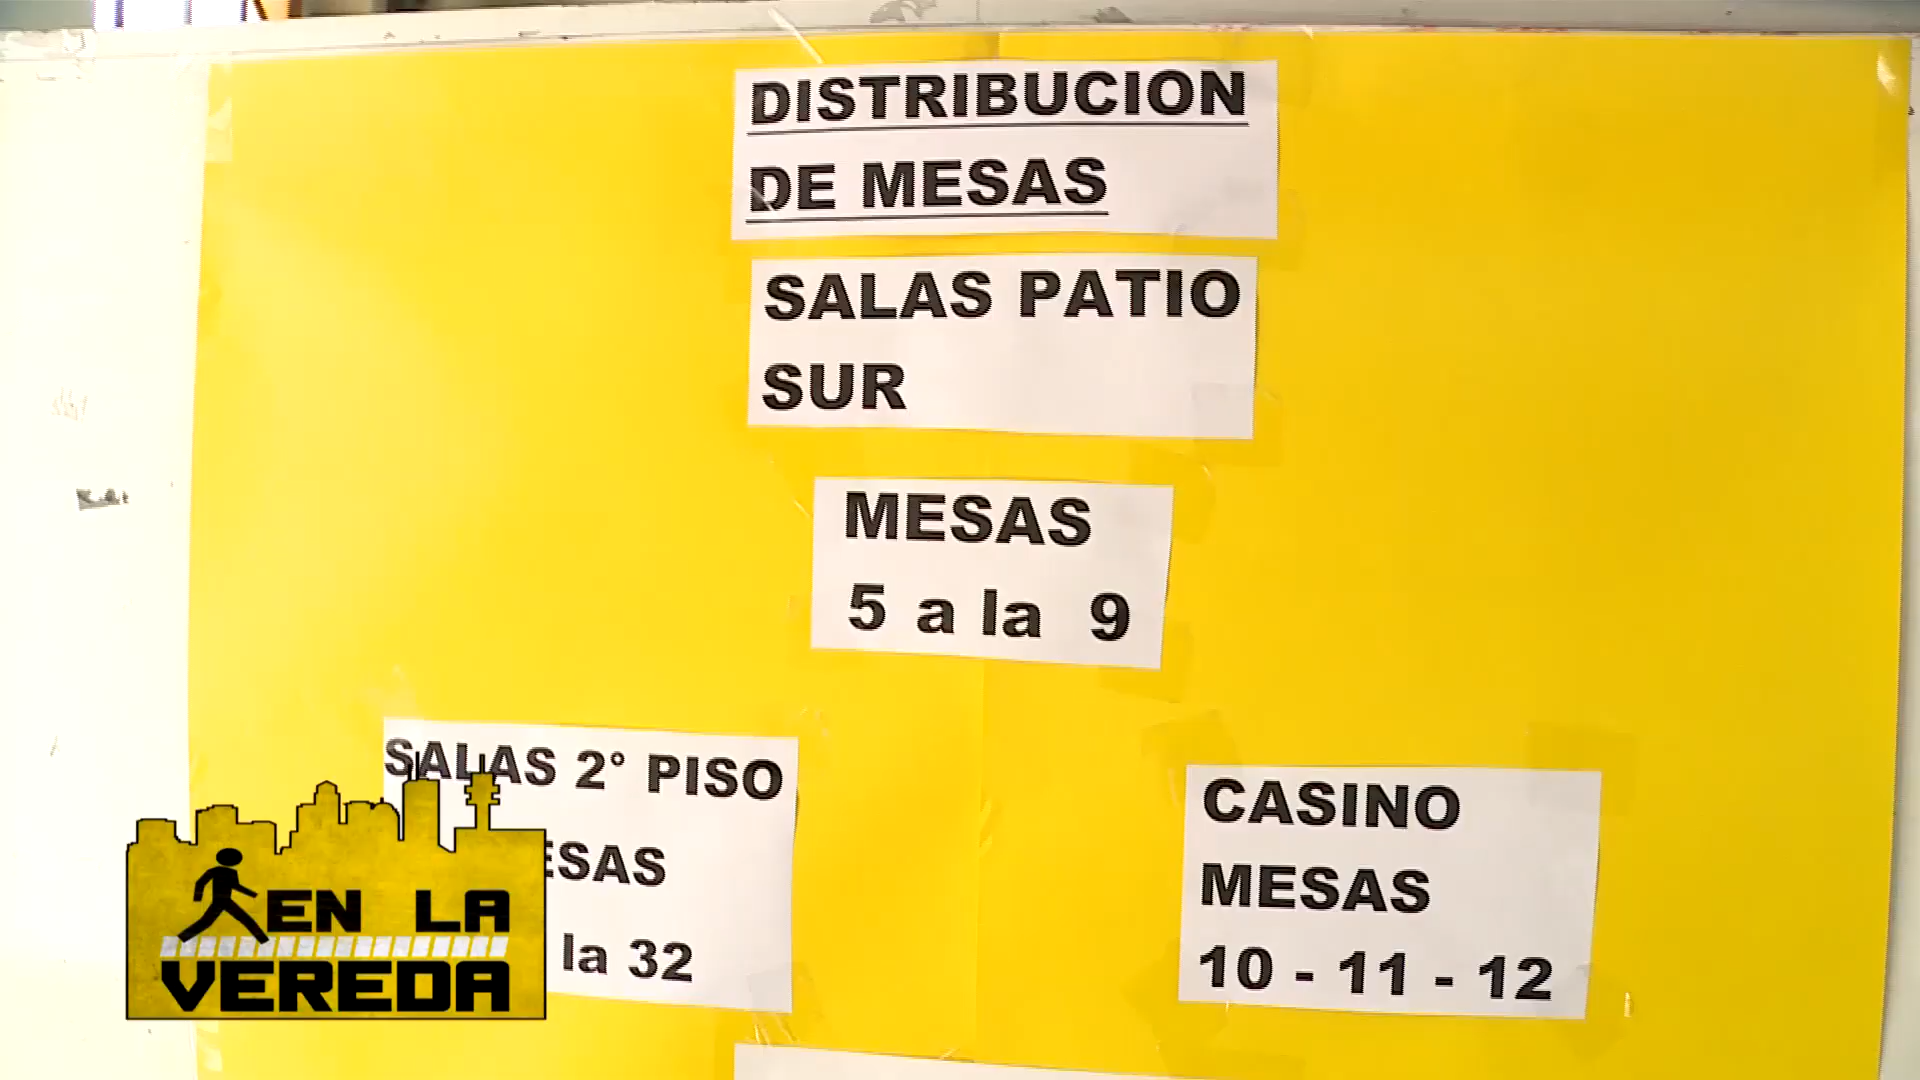 DISTRIBUCION
DE MESAS
SALAS PATIO
SUR
MESAS
5 a la 9
SALAS 2° PISO
ESAS
la 32
CASINO
MESAS
10 - 11 - 12
EN LA
VEREDA